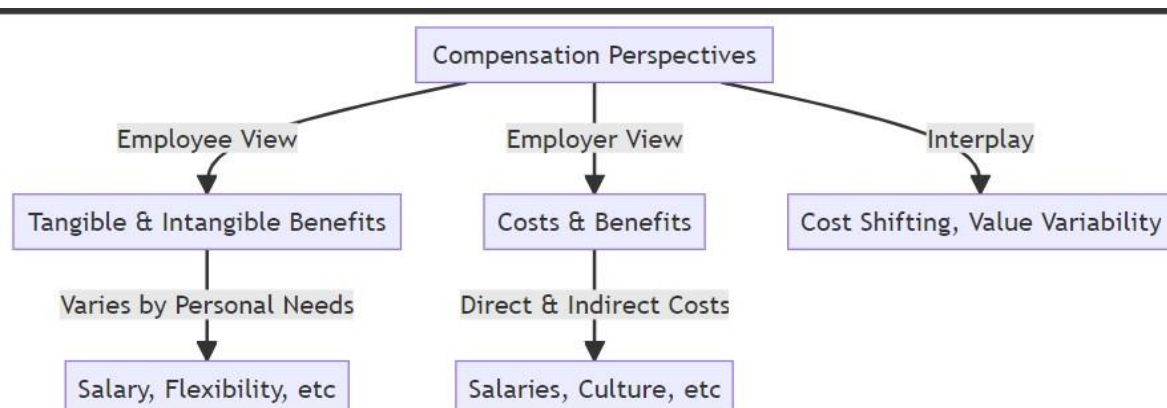 Compensation Perspectives
Employee View
Employer View
Interplay
Tangible & Intangible Benefits
Costs & Benefits
Cost Shifting, Value Variability
Varies by Personal Needs
Direct & Indirect Costs
Salary, Flexibility, etc
Salaries, Culture, etc